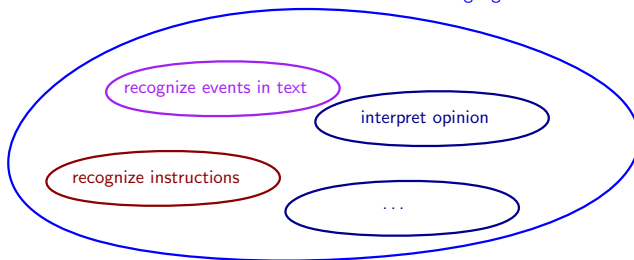 recognize events in text
interpret opinion
recognize instructions
...